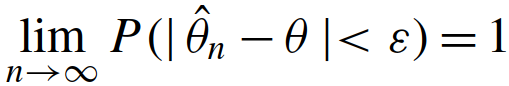 lim P(| θ̂ₙ − θ |< ε) = 1
n→∞